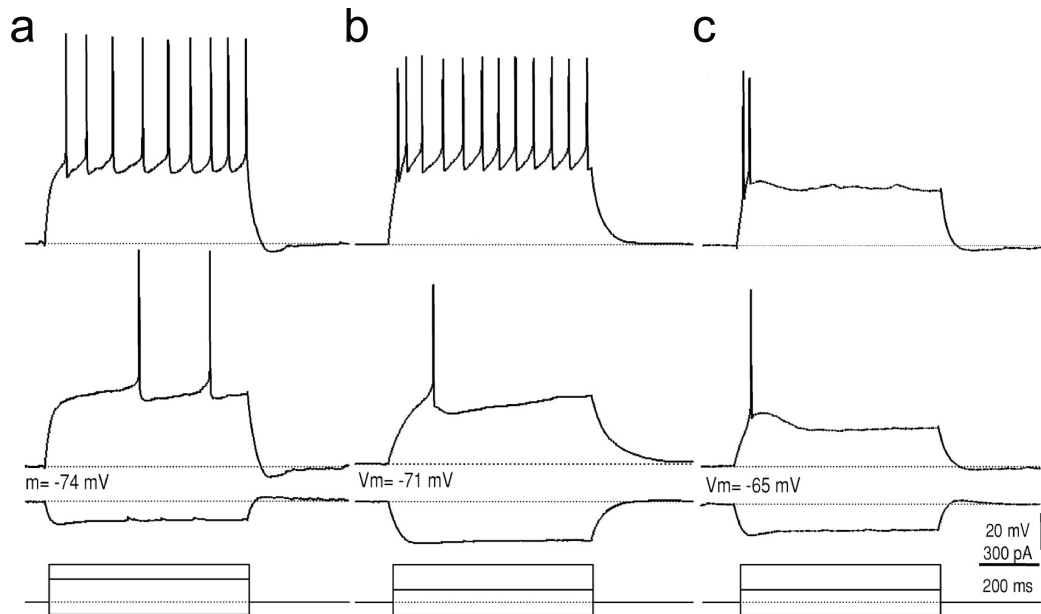 a
b
c
m= -74 mV
Vm= -71 mV
Vm= -65 mV
20 mV
300 pA
200 ms